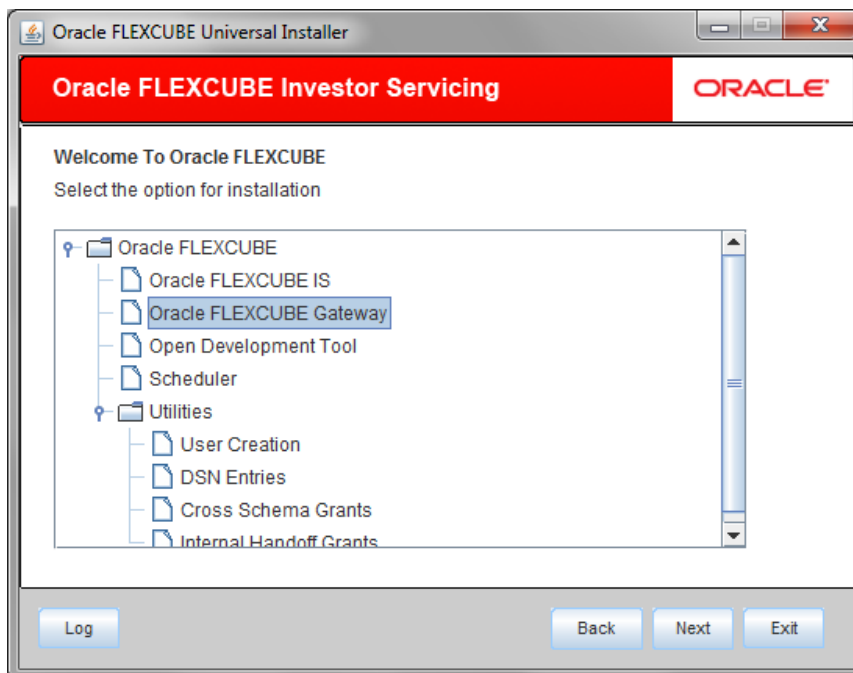 Oracle FLEXCUBE Universal Installer
Oracle FLEXCUBE Investor Servicing
ORACLE®
Welcome To Oracle FLEXCUBE
Select the option for installation
Oracle FLEXCUBE
Oracle FLEXCUBE IS
Oracle FLEXCUBE Gateway
Open Development Tool
Scheduler
Utilities
User Creation
DSN Entries
Cross Schema Grants
Internal Handoff Grants
Log Back Next Exit